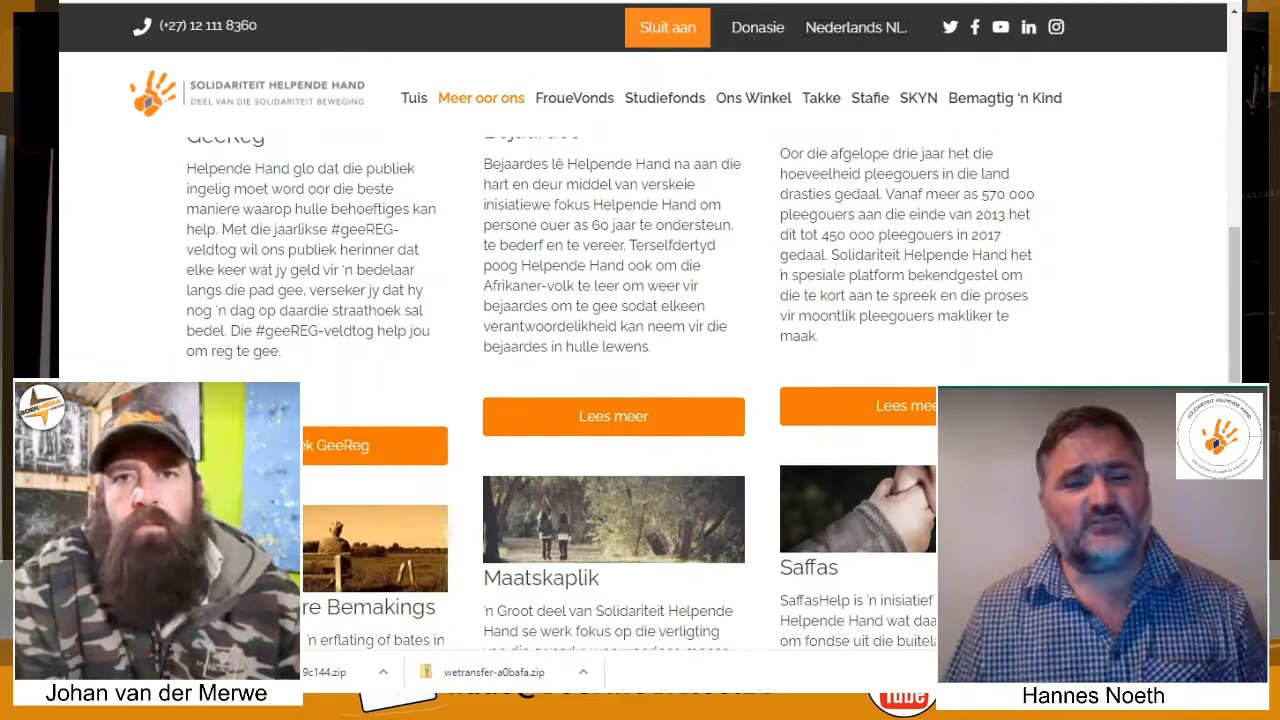 (+27) 12 111 8360
Sluit aan
Donasie
Nederlands NL.
SOLIDARITEIT HELPENDE HAND
DEEL VAN DIE SOLIDARITEIT BEWEGING
Tuis
Meer oor ons
FroueVonds
Studiefonds
Ons Winkel
Takke
Stafie
SKYN
Bemagtig ‘n Kind
GeeReg
Helpende Hand glo dat die publiek
ingelig moet word oor die beste
maniere waarop hulle behoeftiges kan
help. Met die jaarlikse #geeREG-
veldtog wil ons publiek herinner dat
elke keer wat jy geld vir ‘n bedelaar
langs die pad gee, verseker jy dat hy
nog ‘n dag op daardie straathoek sal
bedel. Die #geeREG-veldtog help jou
om reg te gee.
GeeReg
Bejaardes
Bejaardes lê Helpende Hand na aan die
hart en deur middel van verskeie
inisiatiewe fokus Helpende Hand om
persone ouer as 60 jaar te ondersteun,
te bederf en te vereer. Terselfdertyd
poog Helpende Hand ook om die
Afrikaner-volk te leer om weer vir
bejaardes om te gee sodat elkeen
verantwoordelikheid kan neem vir die
bejaardes in hulle lewens.
Lees meer
Oor die afgelope drie jaar het die
hoeveelheid pleegouers in die land
drasties gedaal. Vanaf meer as 570 000
pleegouers aan die einde van 2013 het
dit tot 450 000 pleegouers in 2017
gedaal. Solidariteit Helpende Hand het
‘n spesiale platform bekendgestel om
die te kort aan te spreek en die proses
vir moontlik pleegouers makliker te
maak.
Lees mee
re Bemakings
‘n erflating of bates in
Maatskaplik
‘n Groot deel van Solidariteit Helpende
Hand se werk fokus op die verligting
Saffas
SaffasHelp is ‘n inisiatief
Helpende Hand wat daa
om fondse uit die buitela
9c144.zip
wetransfer-a0bafa.zip
BOERMEDIA
SOLIDARITEIT HELPENDE HAND
Johan van der Merwe
Hannes Noeth
Tube